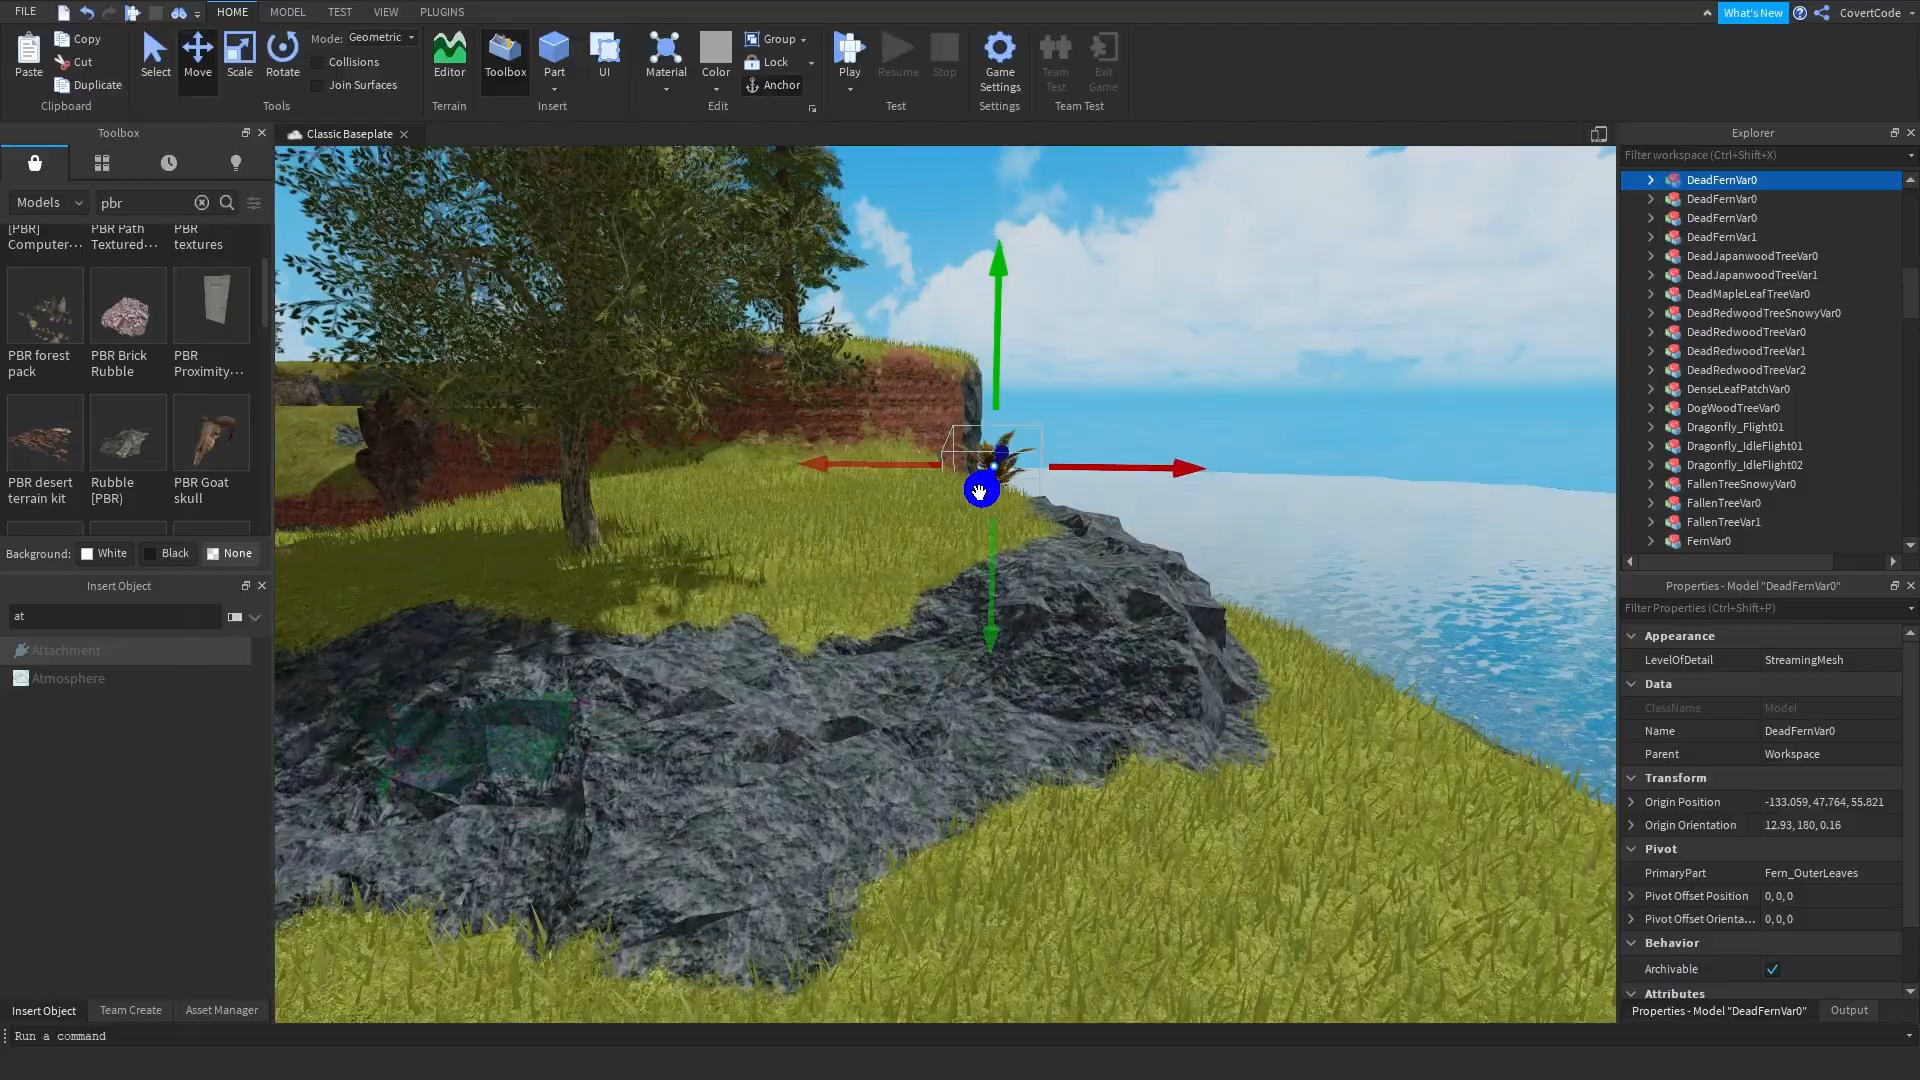 FILE
HOME
MODEL
TEST
VIEW
PLUGINS
What's New
CovertCode
Paste
Copy
Cut
Duplicate
Clipboard
Select
Move
Scale
Rotate
Mode: Geometric
Collisions
Join Surfaces
Tools
Editor
Terrain
Toolbox
Part
UI
Insert
Material
Color
Group
Lock
Anchor
Edit
Play
Resume
Stop
Test
Game
Settings
Settings
Team
Test
Exit
Game
Team Test
Toolbox
Models
pbr
[PBR]
Computer...
PBR Path
Textured...
PBR
textures
PBR forest
pack
PBR Brick
Rubble
PBR
Proximity...
PBR desert
terrain kit
Rubble
[PBR]
PBR Goat
skull
Background:
White
Black
None
Insert Object
at
Attachment
Atmosphere
Insert Object
Team Create
Asset Manager
Run a command
Classic Baseplate
Explorer
Filter workspace (Ctrl+Shift+X)
DeadFernVar0
DeadFernVar0
DeadFernVar0
DeadFernVar1
DeadJapanwoodTreeVar0
DeadJapanwoodTreeVar1
DeadMapleLeafTreeVar0
DeadRedwoodTreeSnowyVar0
DeadRedwoodTreeVar0
DeadRedwoodTreeVar1
DeadRedwoodTreeVar2
DenseLeafPatchVar0
DogWoodTreeVar0
Dragonfly_Flight01
Dragonfly_IdleFlight01
Dragonfly_IdleFlight02
FallenTreeSnowyVar0
FallenTreeVar0
FallenTreeVar1
FernVar0
Properties - Model "DeadFernVar0"
Filter Properties (Ctrl+Shift+P)
Appearance
LevelOfDetail StreamingMesh
Data
ClassName Model
Name DeadFernVar0
Parent Workspace
Transform
Origin Position -133.059, 47.764, 55.821
Origin Orientation 12.93, 180, 0.16
Pivot
PrimaryPart Fern_OuterLeaves
Pivot Offset Position 0, 0, 0
Pivot Offset Orienta... 0, 0, 0
Behavior
Archivable
Attributes
Properties - Model "DeadFernVar0"
Output